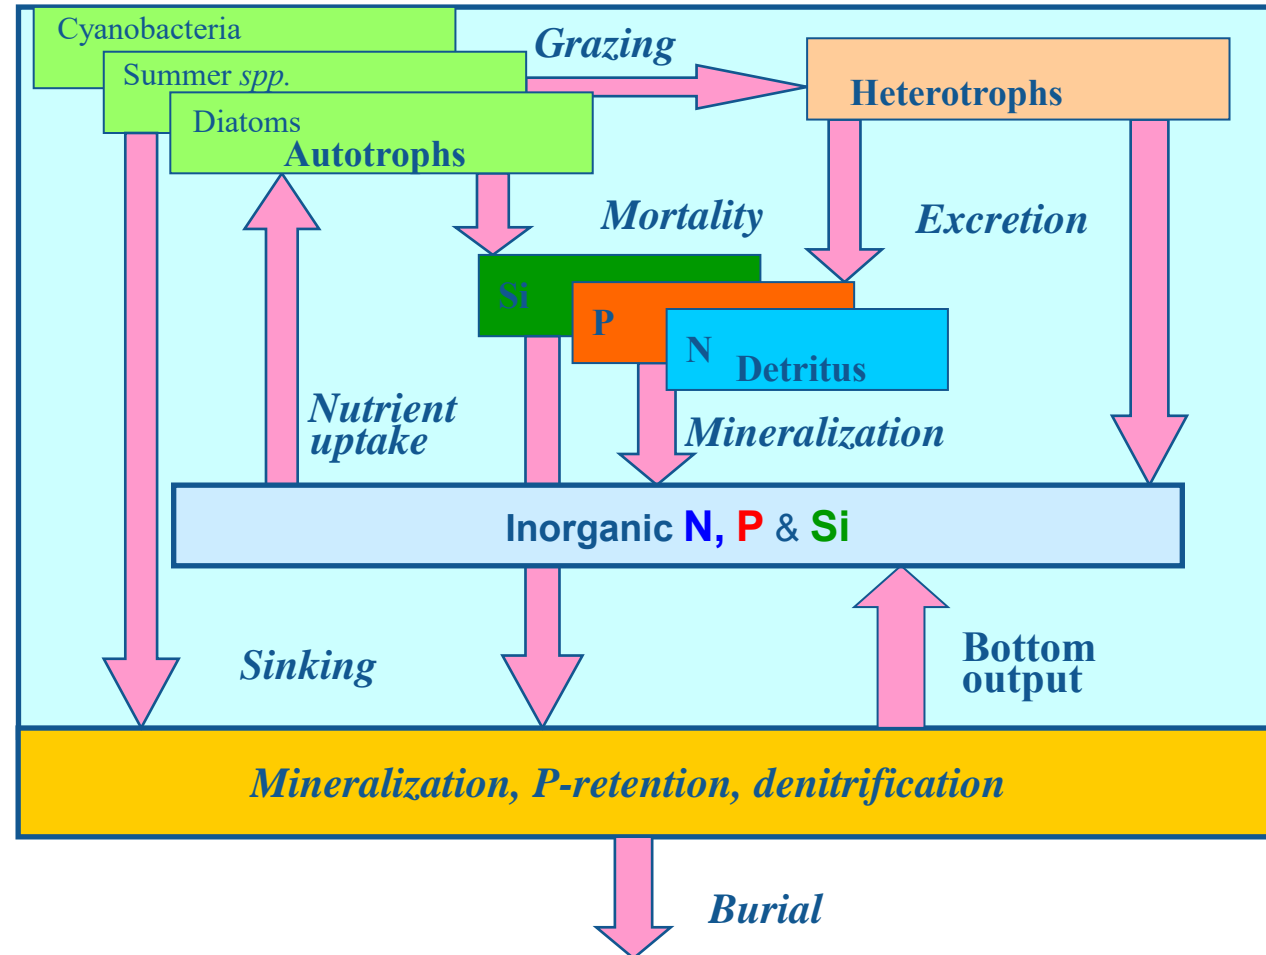 Cyanobacteria
Grazing
Summer spp.
Heterotrophs
Diatoms
Autotrophs
Mortality
Excretion
Si
P
N
Detritus
Nutrient
uptake
Mineralization
Inorganic N, P & Si
Sinking
Bottom
output
Mineralization, P-retention, denitrification
Burial